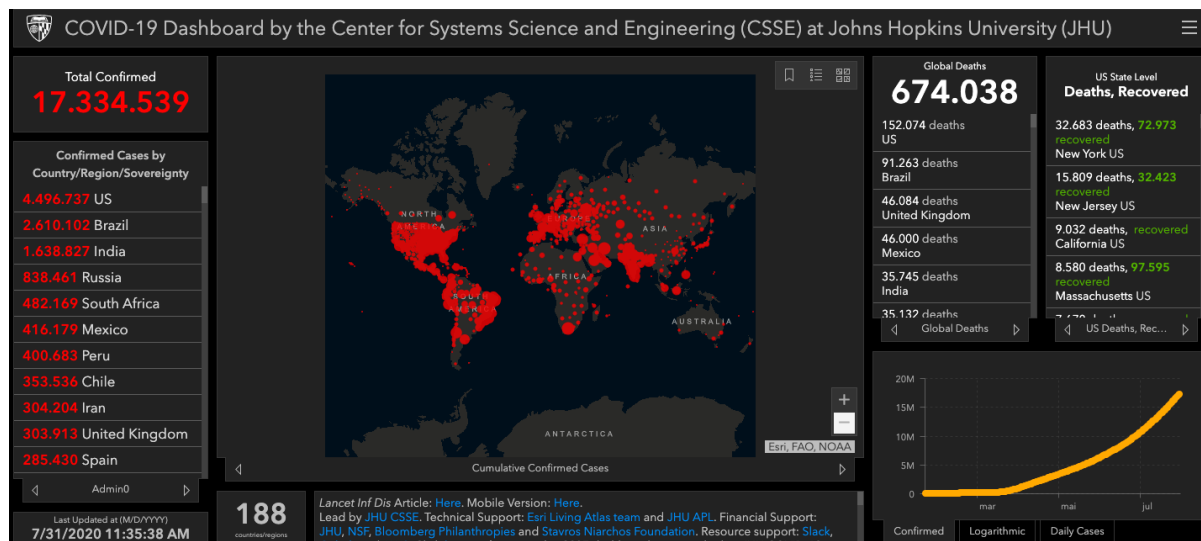 COVID-19 Dashboard by the Center for Systems Science and Engineering (CSSE) at Johns Hopkins University (JHU)
Total Confirmed
17.334.539
Confirmed Cases by
Country/Region/Sovereignty
4.496.737 US
2.610.102 Brazil
1.638.827 India
838.461 Russia
482.169 South Africa
416.179 Mexico
400.683 Peru
353.536 Chile
304.204 Iran
303.913 United Kingdom
285.430 Spain
Admin0
Last Updated at (M/D/YYYY)
7/31/2020 11:35:38 AM
NORTH
AMERICA
SOUTH
AMERICA
EUROPE
ASIA
AFRICA
AUSTRALIA
ANTARCTICA
+
−
Esri, FAO, NOAA
Cumulative Confirmed Cases
188
countries/regions
Lancet Inf Dis Article: Here. Mobile Version: Here.
Lead by JHU CSSE. Technical Support: Esri Living Atlas team and JHU APL. Financial Support:
JHU, NSF, Bloomberg Philanthropies and Stavros Niarchos Foundation. Resource support: Slack,
Global Deaths
674.038
152.074 deaths
US
91.263 deaths
Brazil
46.084 deaths
United Kingdom
46.000 deaths
Mexico
35.745 deaths
India
35.132 deaths
Global Deaths
US State Level
Deaths, Recovered
32.683 deaths, 72.973
recovered
New York US
15.809 deaths, 32.423
recovered
New Jersey US
9.032 deaths, recovered
California US
8.580 deaths, 97.595
recovered
Massachusetts US
US Deaths, Rec...
20M
15M
10M
5M
0
mar
mai
jul
Confirmed
Logarithmic
Daily Cases